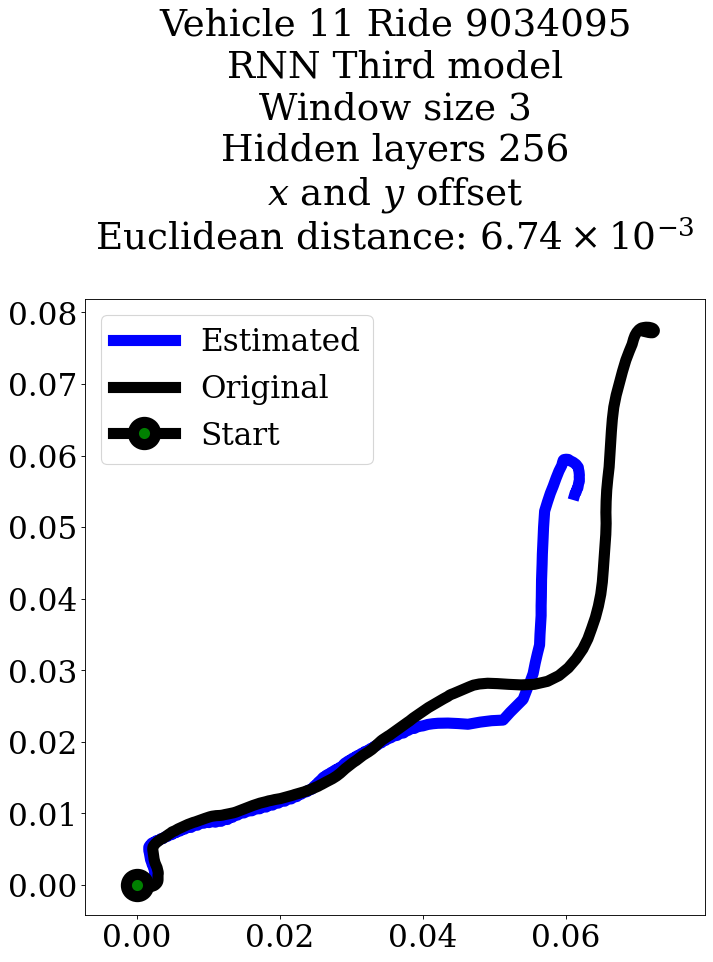 Vehicle 11 Ride 9034095
RNN Third model
Window size 3
Hidden layers 256
x and y offset
Euclidean distance: 6.74 × 10⁻³
Estimated
Original
Start
0.08
0.07
0.06
0.05
0.04
0.03
0.02
0.01
0.00
0.00 0.02 0.04 0.06